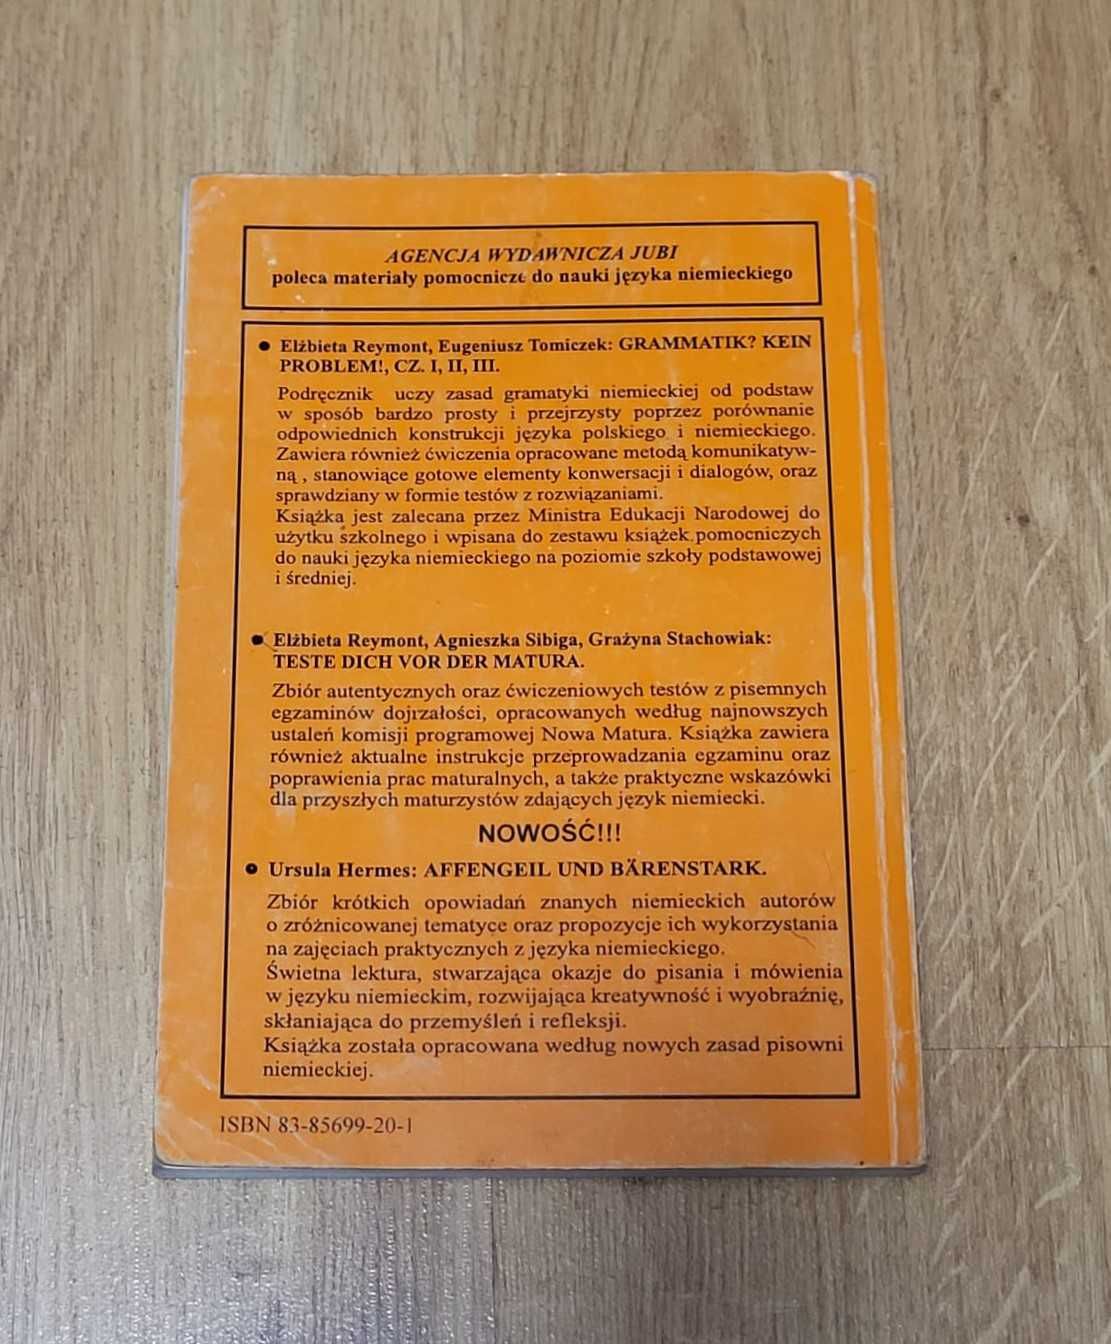 AGENCJA WYDAWNICZA JUBI
poleca materiały pomocnicze do nauki języka niemieckiego
● Elżbieta Reymont, Eugeniusz Tomiczek: GRAMMATIK? KEIN
PROBLEM!, CZ. I, II, III.
Podręcznik uczy zasad gramatyki niemieckiej od podstaw
w sposób bardzo prosty i przejrzysty poprzez porównanie
odpowiednich konstrukcji języka polskiego i niemieckiego.
Zawiera również ćwiczenia opracowane metodą komunikatyw-
ną , stanowiące gotowe elementy konwersacji i dialogów, oraz
sprawdziany w formie testów z rozwiązaniami.
Książka jest zalecana przez Ministra Edukacji Narodowej do
użytku szkolnego i wpisana do zestawu książek pomocniczych
do nauki języka niemieckiego na poziomie szkoły podstawowej
i średniej.
● Elżbieta Reymont, Agnieszka Sibiga, Grażyna Stachowiak:
TESTE DICH VOR DER MATURA.
Zbiór autentycznych oraz ćwiczeniowych testów z pisemnych
egzaminów dojrzałości, opracowanych według najnowszych
ustaleń komisji programowej Nowa Matura. Książka zawiera
również aktualne instrukcje przeprowadzania egzaminu oraz
poprawienia prac maturalnych, a także praktyczne wskazówki
dla przyszłych maturzystów zdających język niemiecki.
NOWOŚĆ!!!
● Ursula Hermes: AFFENGEIL UND BÄRENSTARK.
Zbiór krótkich opowiadań znanych niemieckich autorów
o zróżnicowanej tematyce oraz propozycje ich wykorzystania
na zajęciach praktycznych z języka niemieckiego.
Świetna lektura, stwarzająca okazje do pisania i mówienia
w języku niemieckim, rozwijająca kreatywność i wyobraźnię,
skłaniająca do przemyśleń i refleksji.
Książka została opracowana według nowych zasad pisowni
niemieckiej.
ISBN 83-85699-20-1